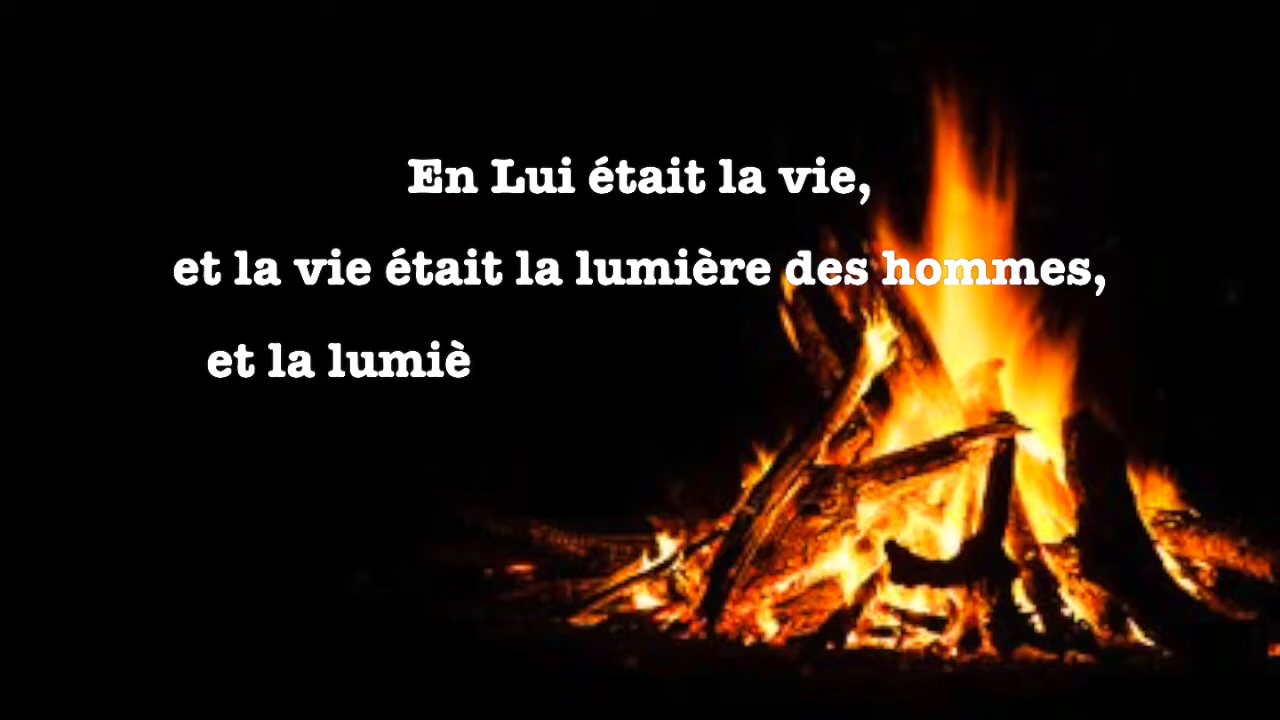 En Lui était la vie,
et la vie était la lumière des hommes,
et la lumiè